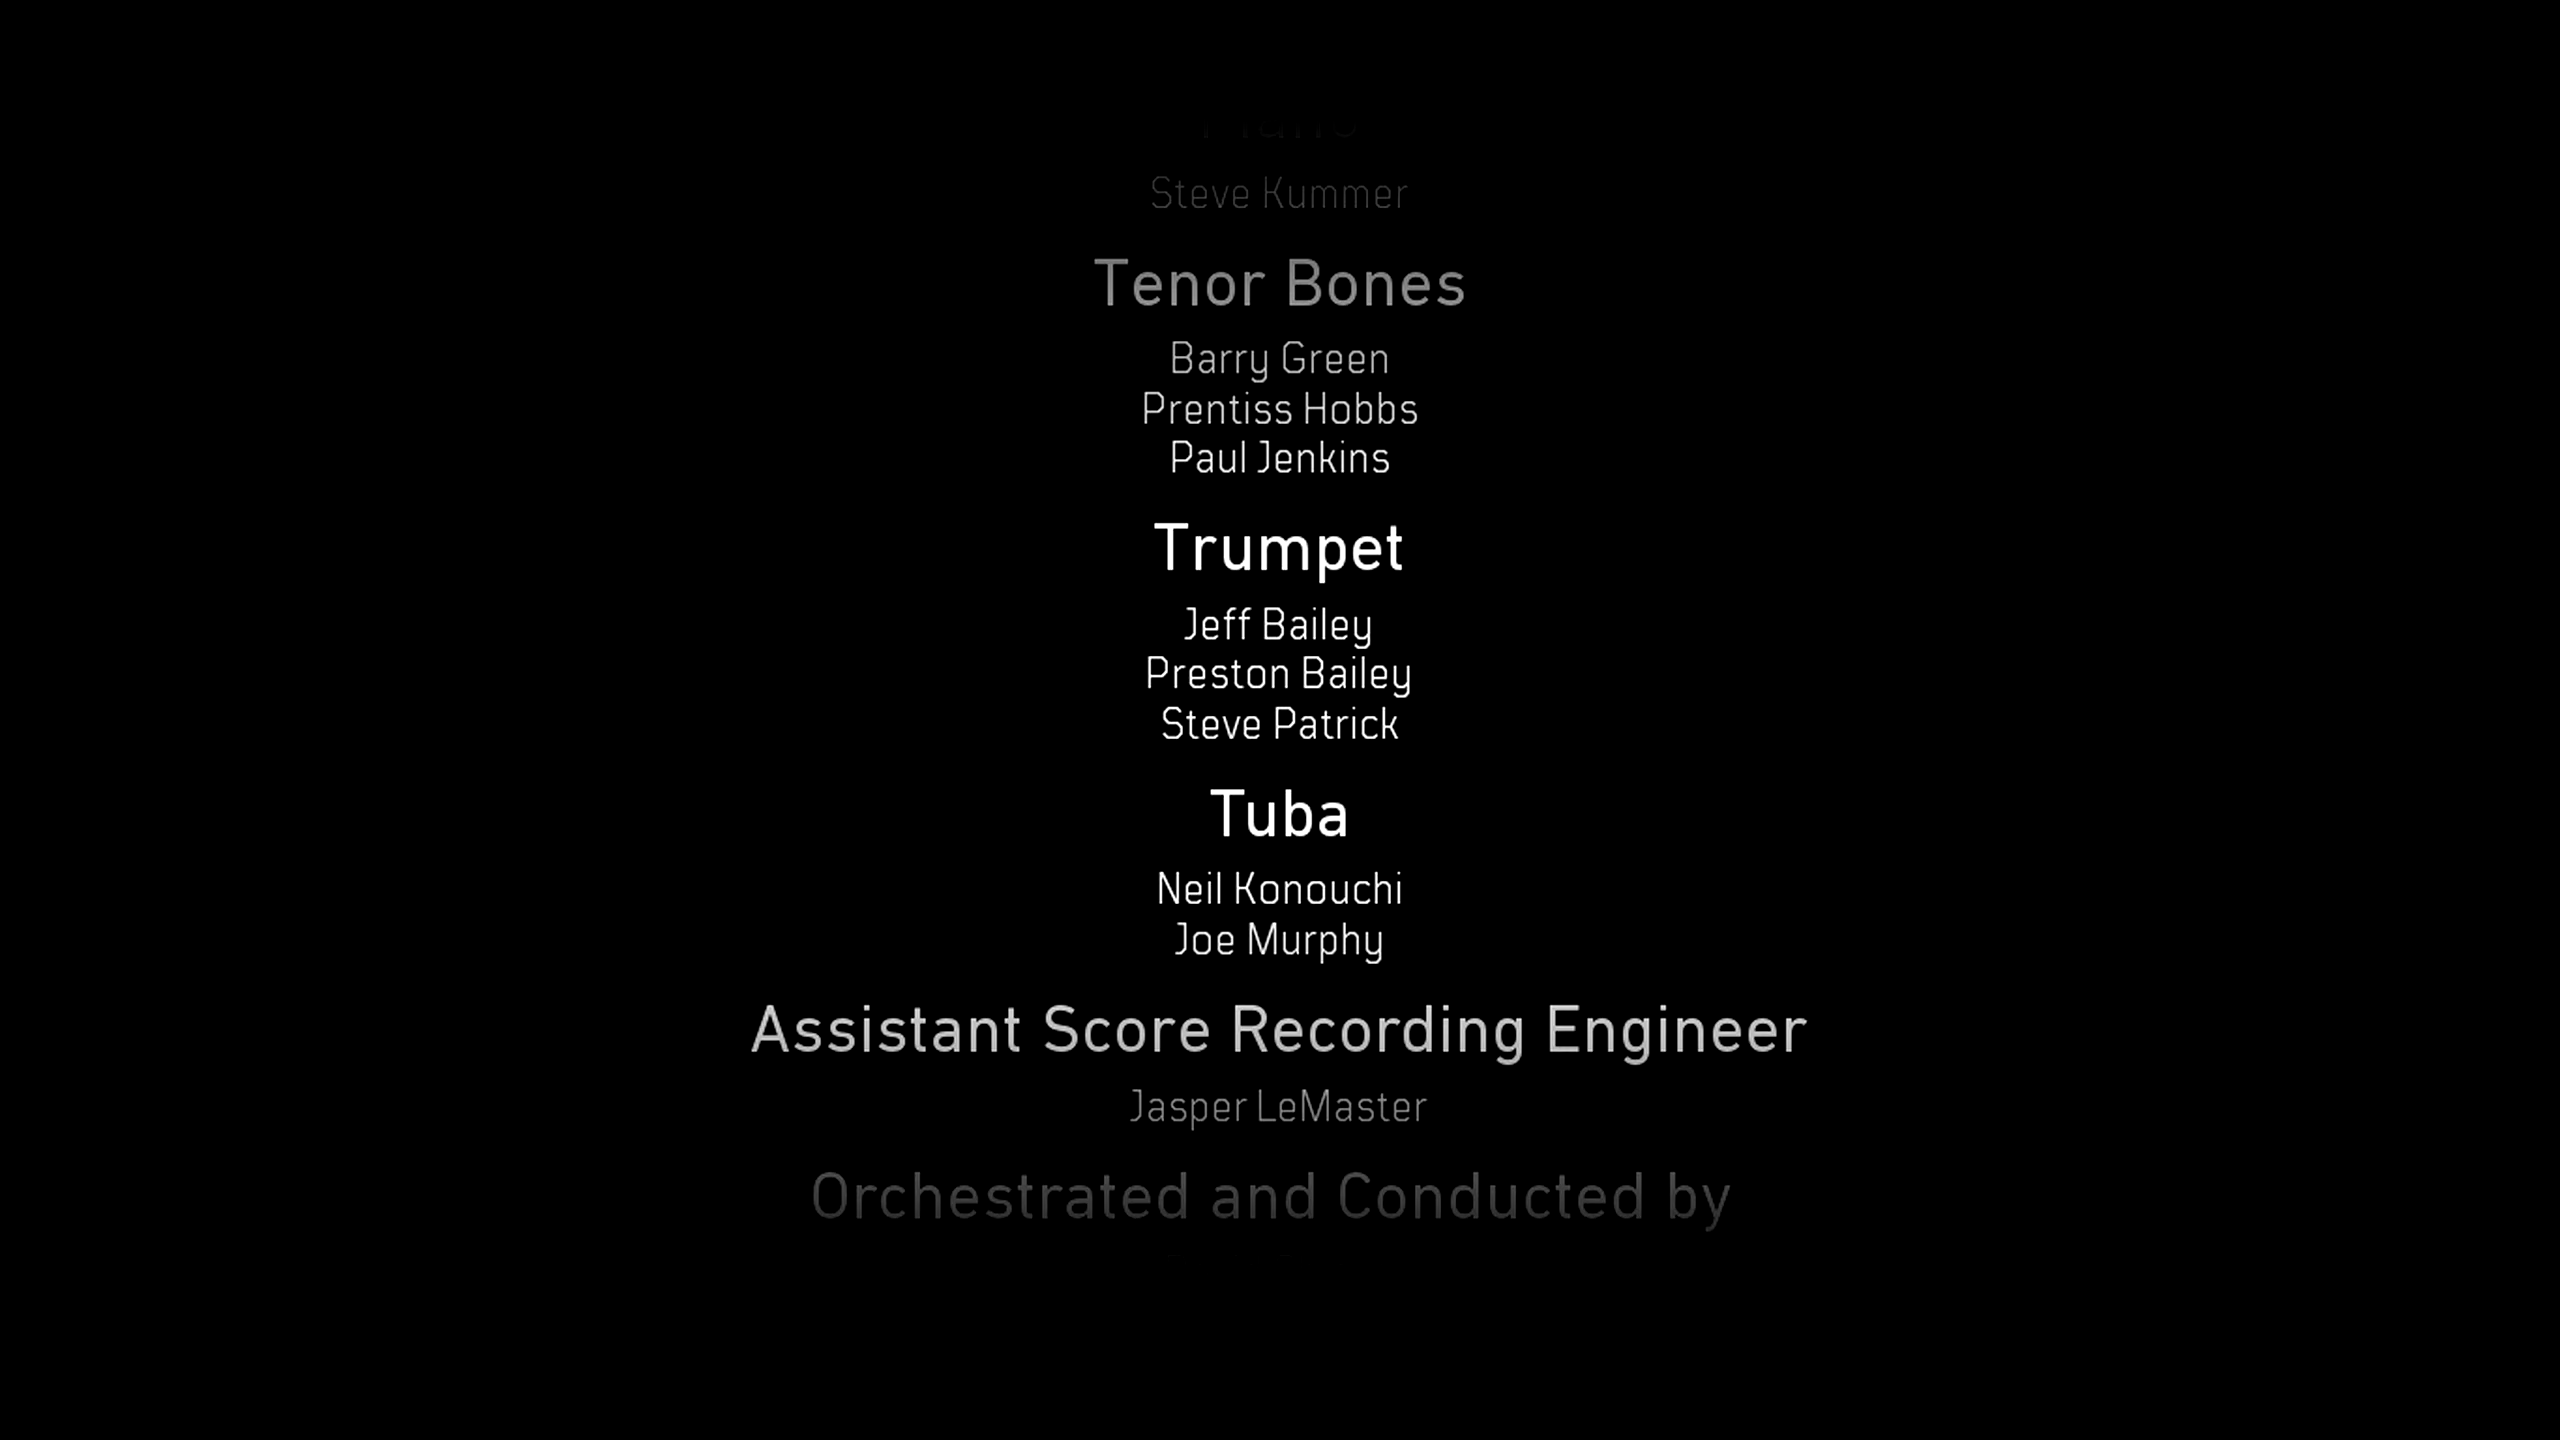 Piano
Steve Kummer
Tenor Bones
Barry Green
Prentiss Hobbs
Paul Jenkins
Trumpet
Jeff Bailey
Preston Bailey
Steve Patrick
Tuba
Neil Konouchi
Joe Murphy
Assistant Score Recording Engineer
Jasper LeMaster
Orchestrated and Conducted by